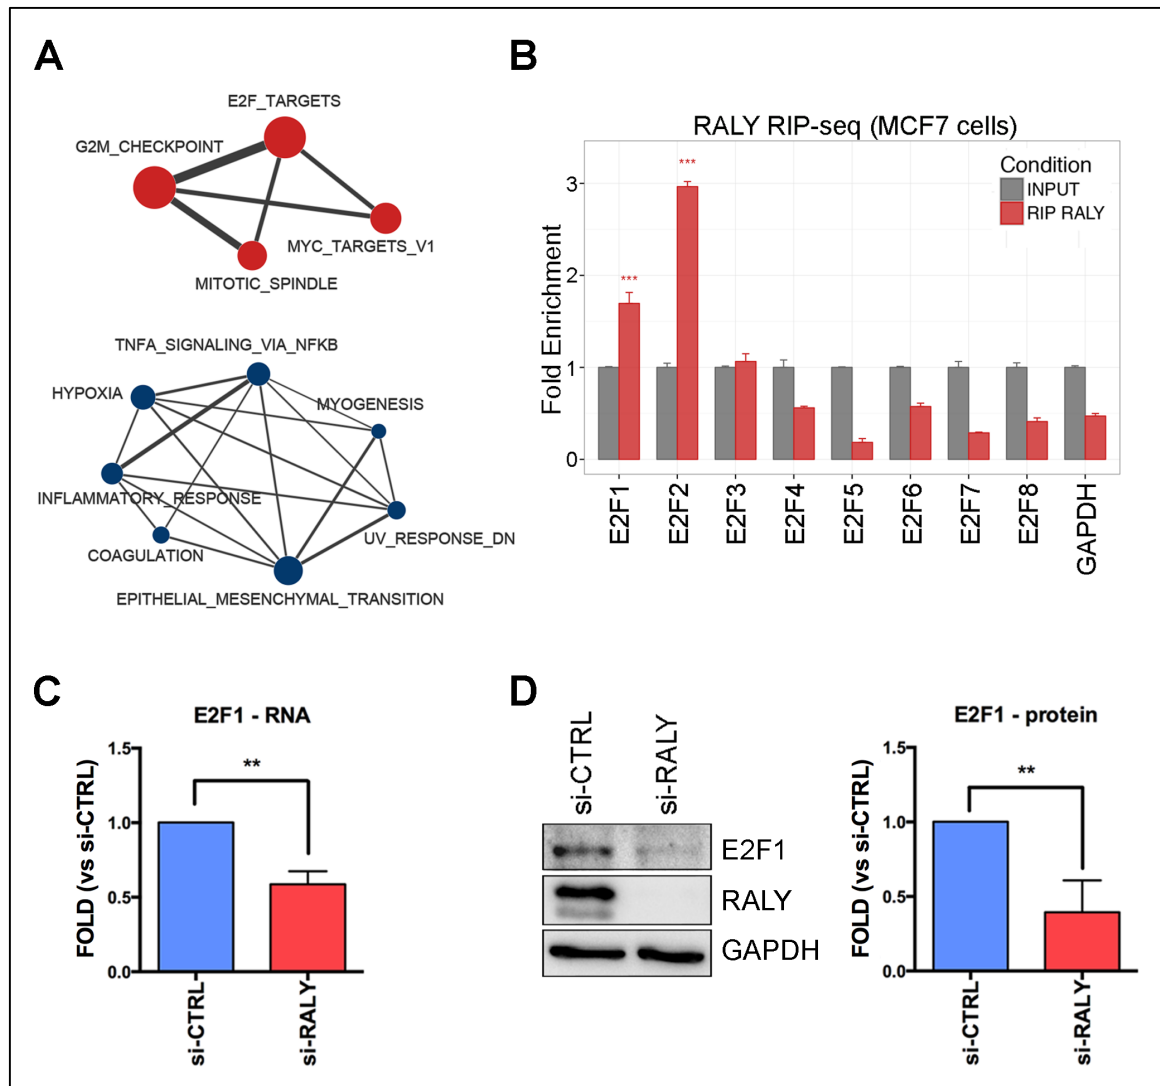 A
E2F_TARGETS
G2M_CHECKPOINT
MYC_TARGETS_V1
MITOTIC_SPINDLE
TNFA_SIGNALING_VIA_NFKB
HYPOXIA
MYOGENESIS
INFLAMMATORY_RESPONSE
UV_RESPONSE_DN
COAGULATION
EPITHELIAL_MESENCHYMAL_TRANSITION
B
RALY RIP-seq (MCF7 cells)
Condition
INPUT
RIP RALY
***
***
Fold Enrichment
3
2
1
0
E2F1
E2F2
E2F3
E2F4
E2F5
E2F6
E2F7
E2F8
GAPDH
C
E2F1 - RNA
FOLD (vs si-CTRL)
1.5
1.0
0.5
0.0
**
si-CTRL
si-RALY
D
si-CTRL
si-RALY
E2F1
RALY
GAPDH
E2F1 - protein
FOLD (vs si-CTRL)
1.5
1.0
0.5
0.0
**
si-CTRL
si-RALY